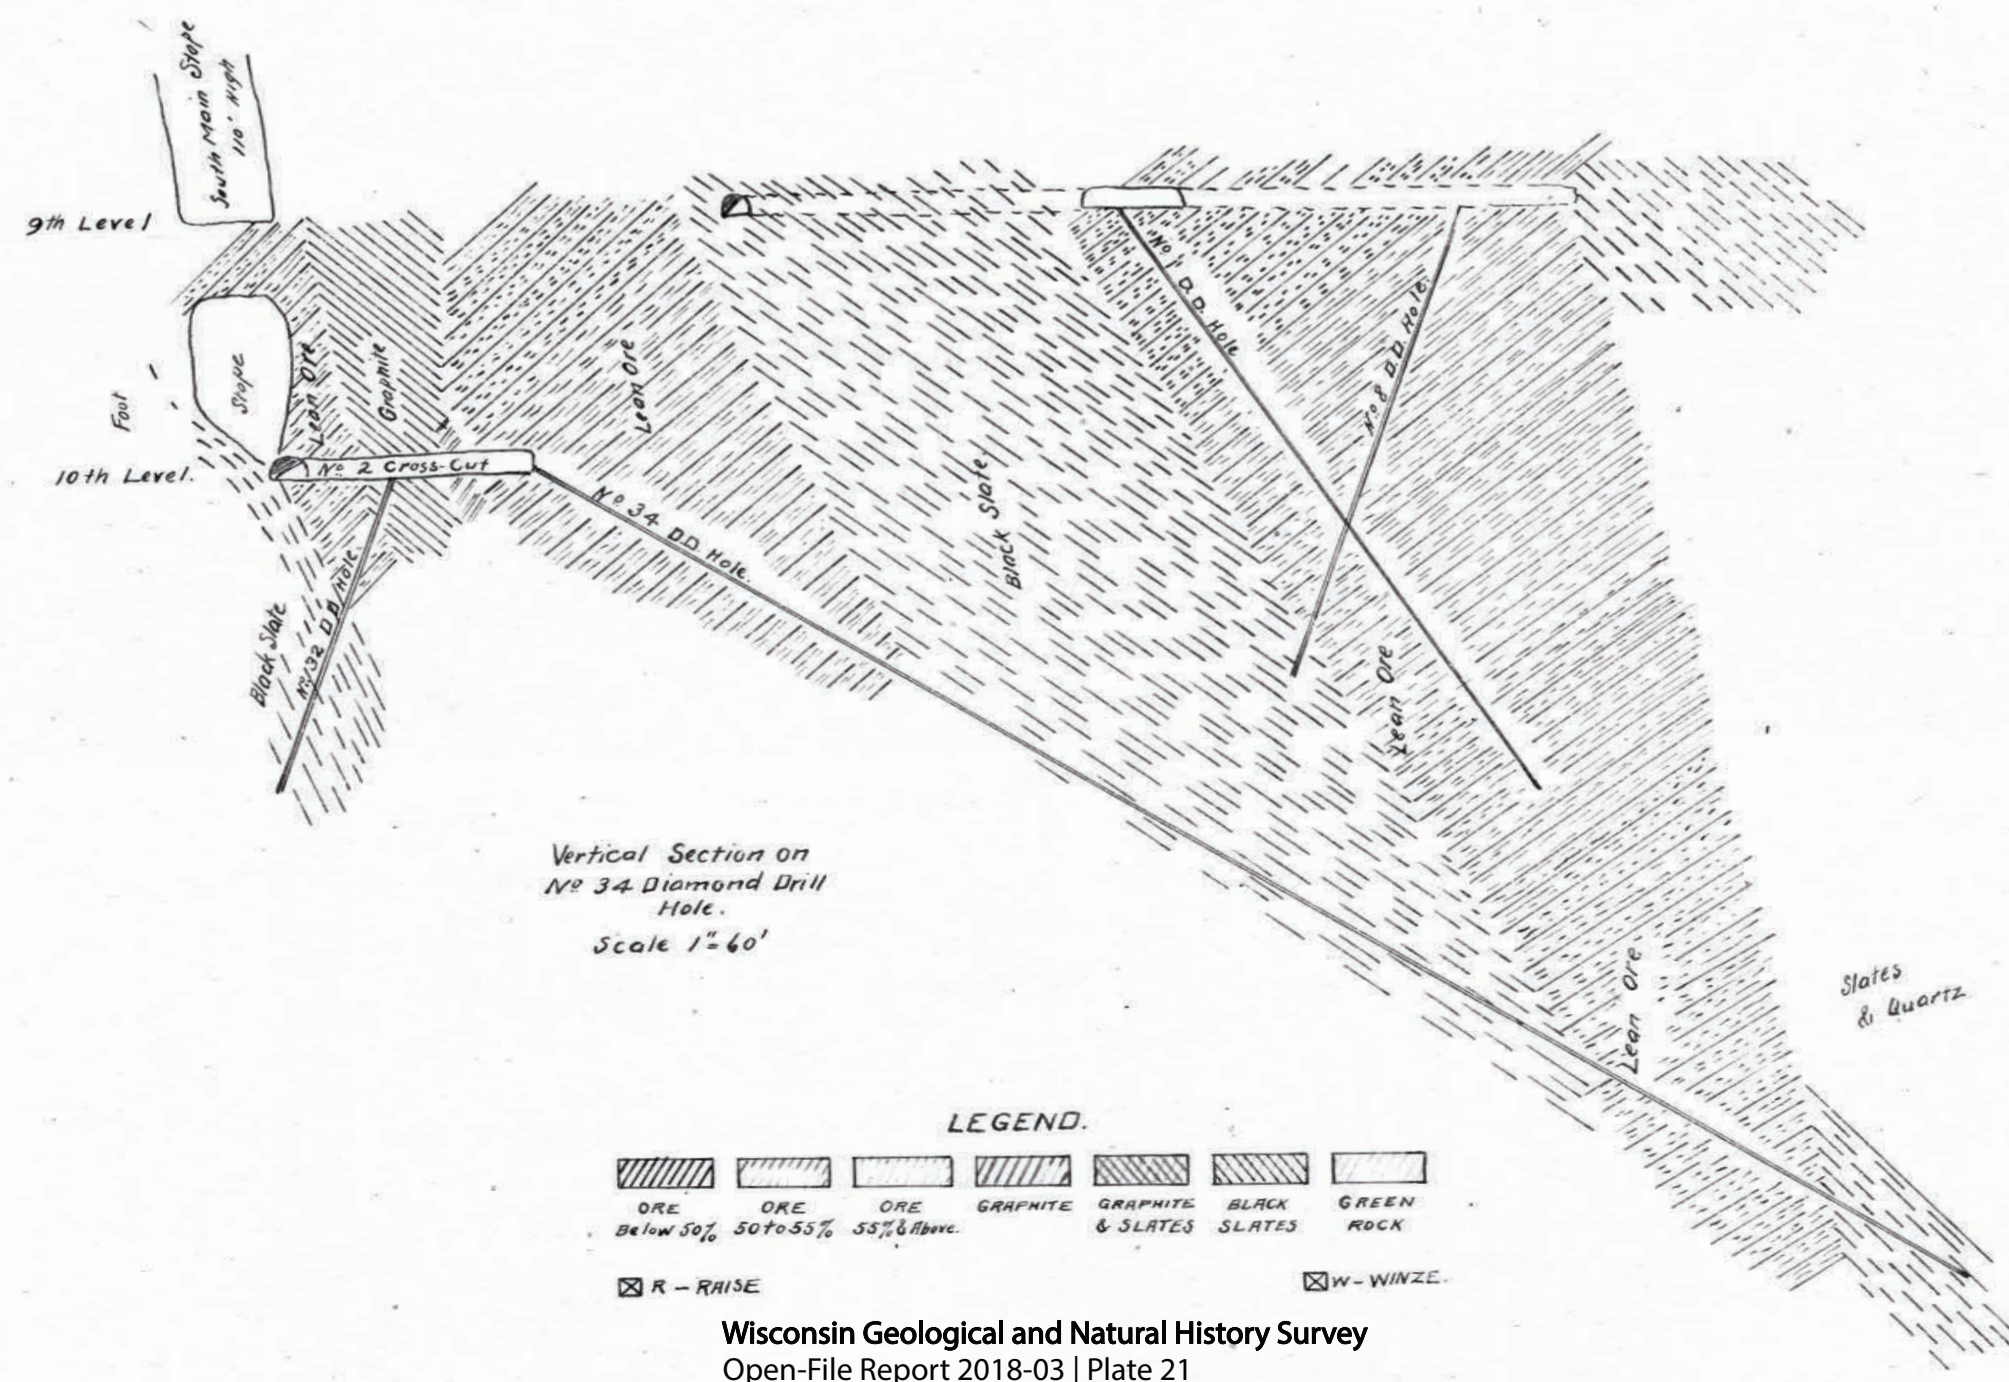 South Main Stope
110' High
9th Level
Stope
Lean Ore
Graphite
Foot
10th Level.
Nº 2 Cross-Cut
Lean Ore
Nº 34 D.D. Hole.
Black Slate
Nº 32 D.D. Hole.
Black Slate.
D.D. Hole
Nº 8 D.D. Hole.
Lean Ore
Lean Ore
Slates
& Quartz
Vertical Section on
Nº 34 Diamond Drill
Hole.
Scale 1"=60'
LEGEND.
ORE
Below 50%
ORE
50 to 55%
ORE
55% & Above.
GRAPHITE
GRAPHITE
& SLATES
BLACK
SLATES
GREEN
ROCK
R – RAISE
W – WINZE.
Wisconsin Geological and Natural History Survey
Open-File Report 2018-03 | Plate 21